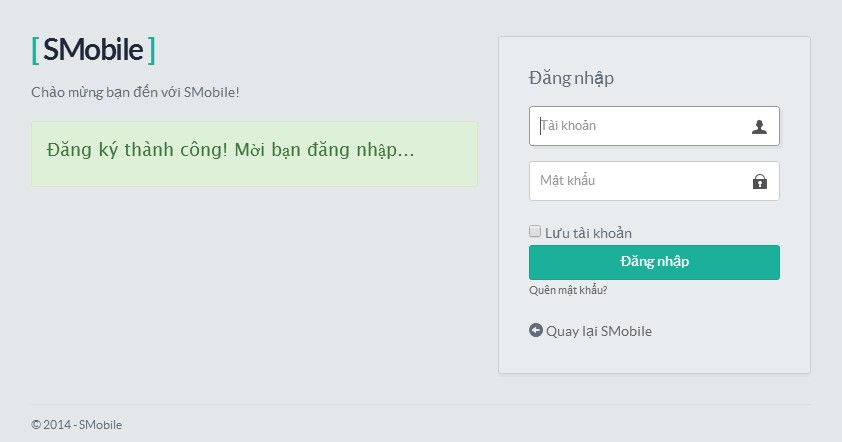 [ SMobile ]
Chào mừng bạn đến với SMobile!
Đăng ký thành công! Mời bạn đăng nhập...
Đăng nhập
Tài khoản
Mật khẩu
Lưu tài khoản
Đăng nhập
Quên mật khẩu?
Quay lại SMobile
© 2014 - SMobile